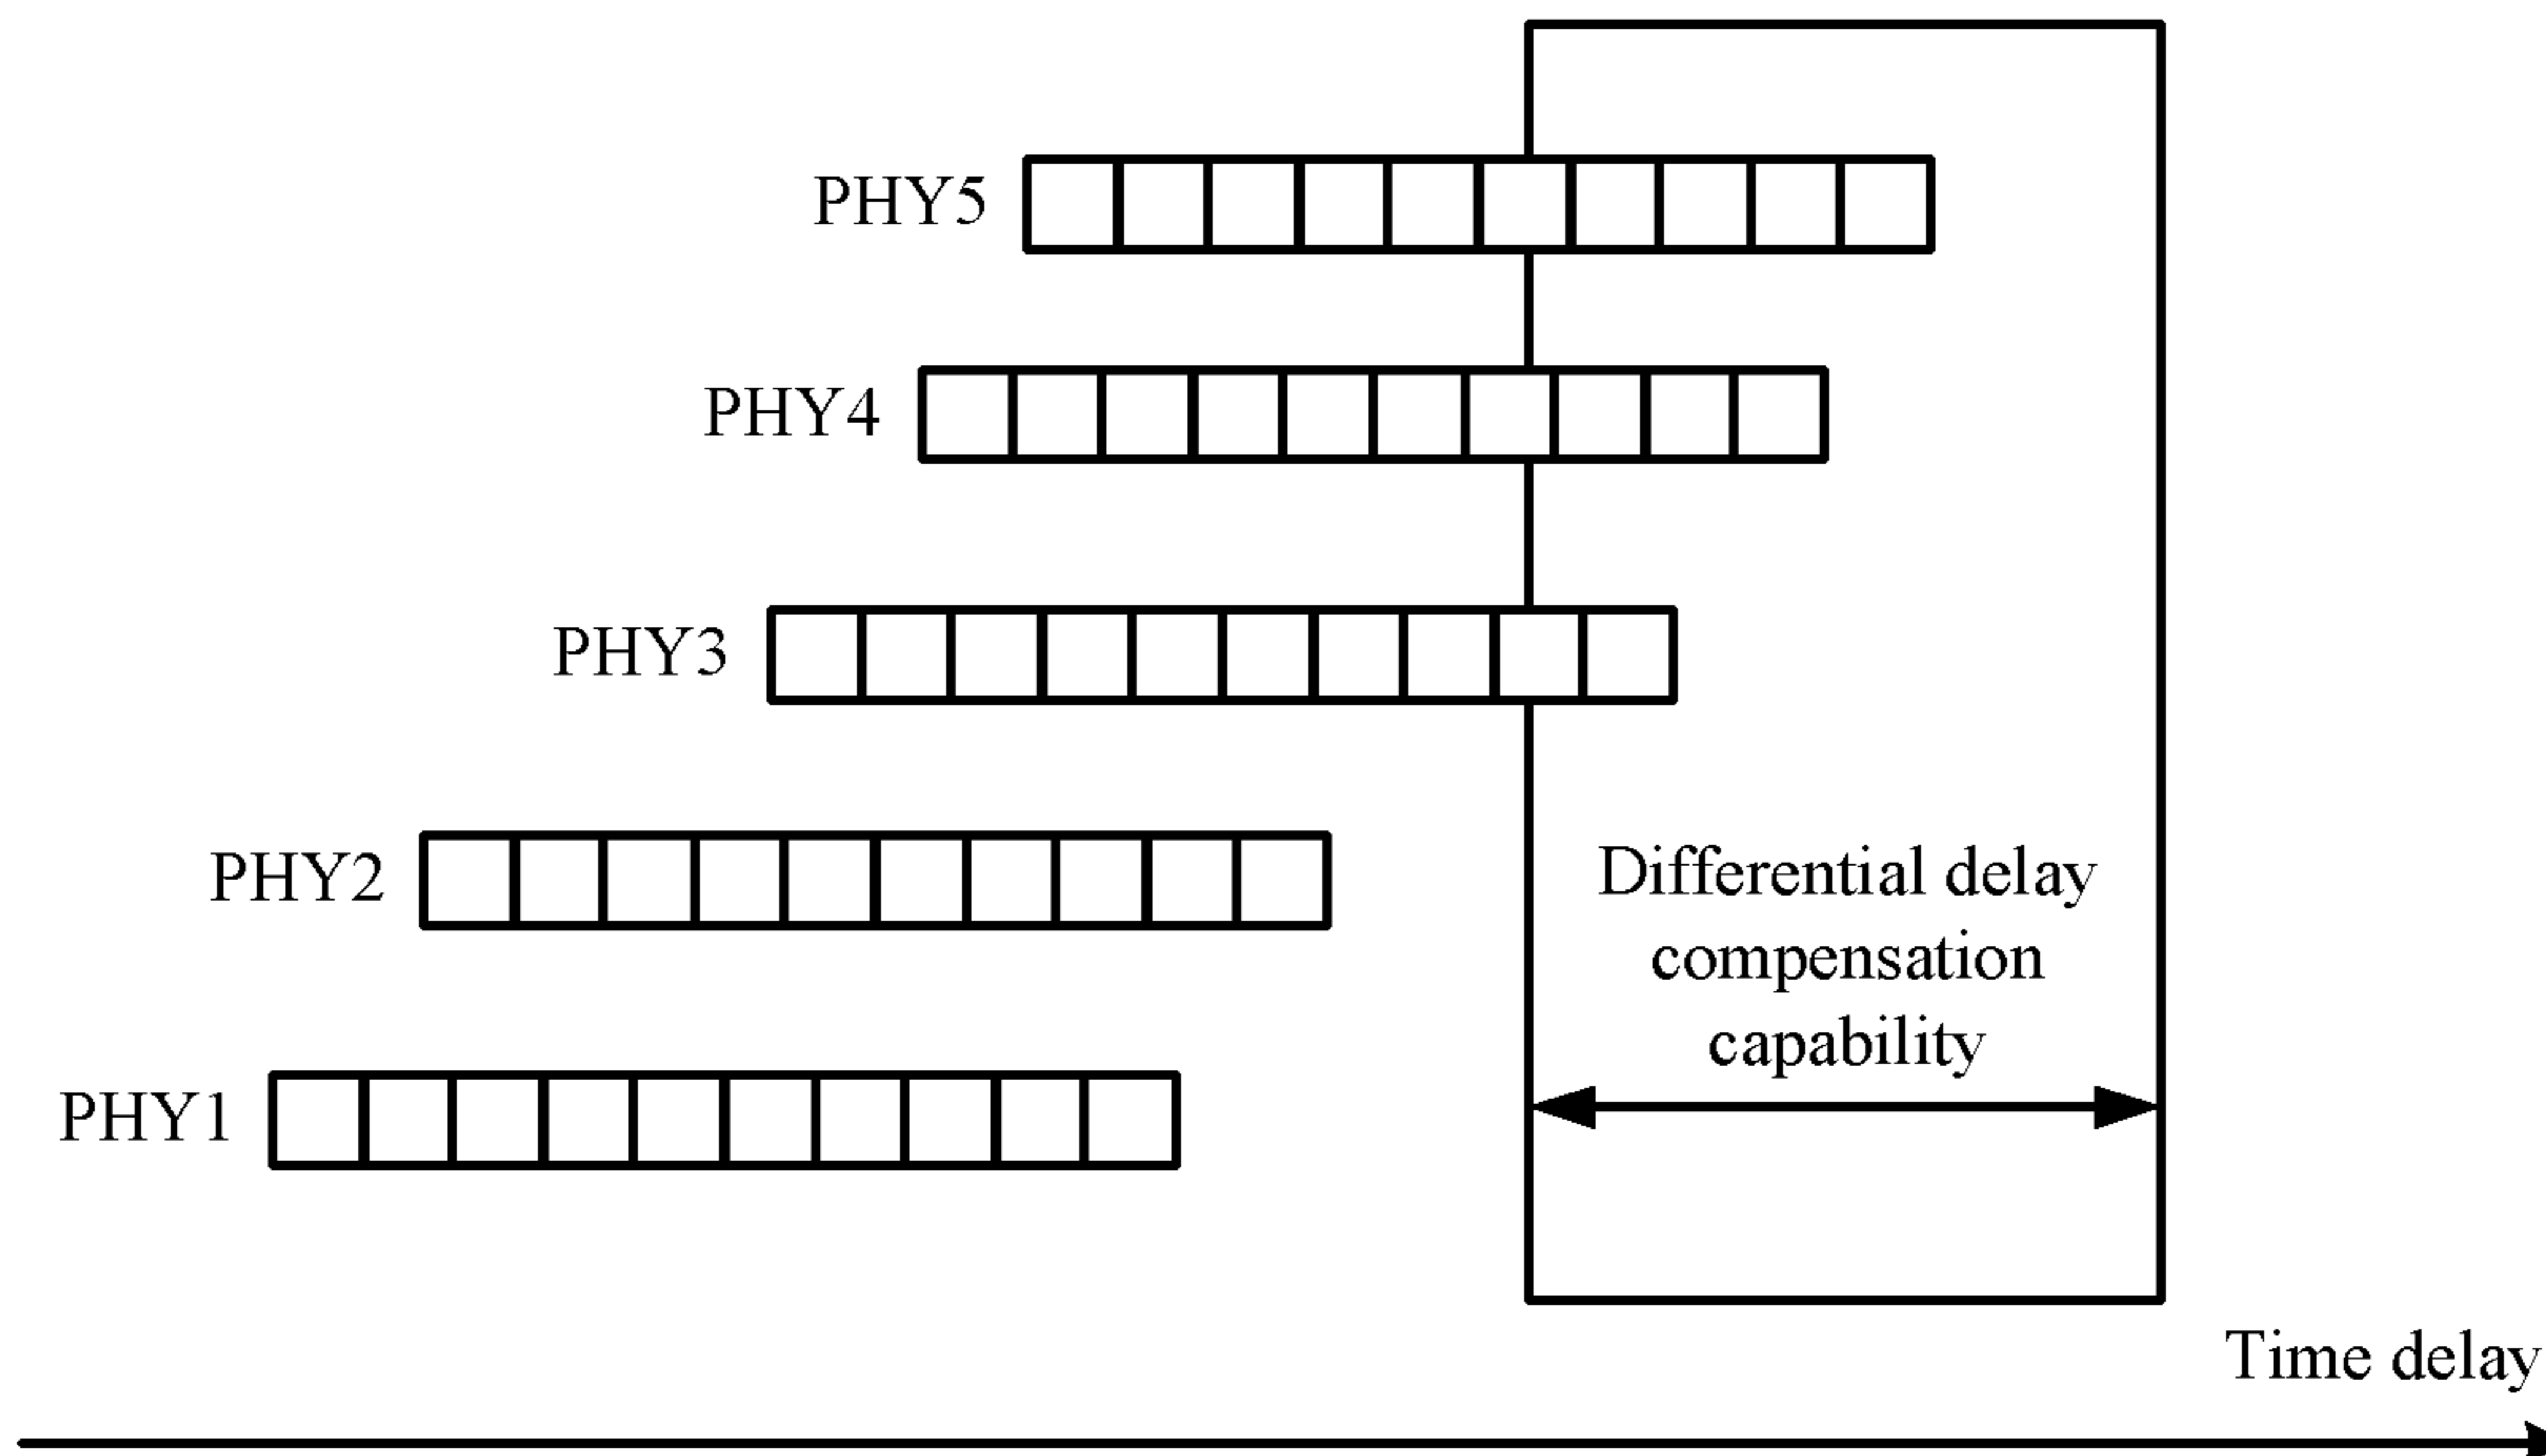 PHY5
PHY4
PHY3
PHY2
Differential delay
compensation
capability
PHY1
Time delay